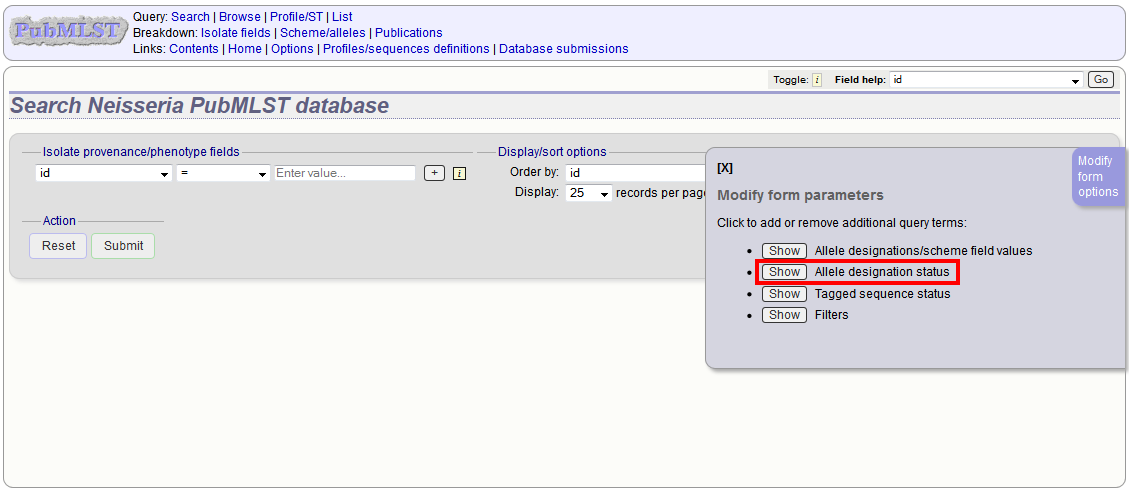 PubMLST
Query: Search | Browse | Profile/ST | List
Breakdown: Isolate fields | Scheme/alleles | Publications
Links: Contents | Home | Options | Profiles/sequences definitions | Database submissions
Toggle: i Field help: id Go
Search Neisseria PubMLST database
Isolate provenance/phenotype fields
id = Enter value... + i
Display/sort options
Order by: id
Display: 25 records per page
Action
Reset Submit
Modify
form
options
[X]
Modify form parameters
Click to add or remove additional query terms:
• Show Allele designations/scheme field values
• Show Allele designation status
• Show Tagged sequence status
• Show Filters